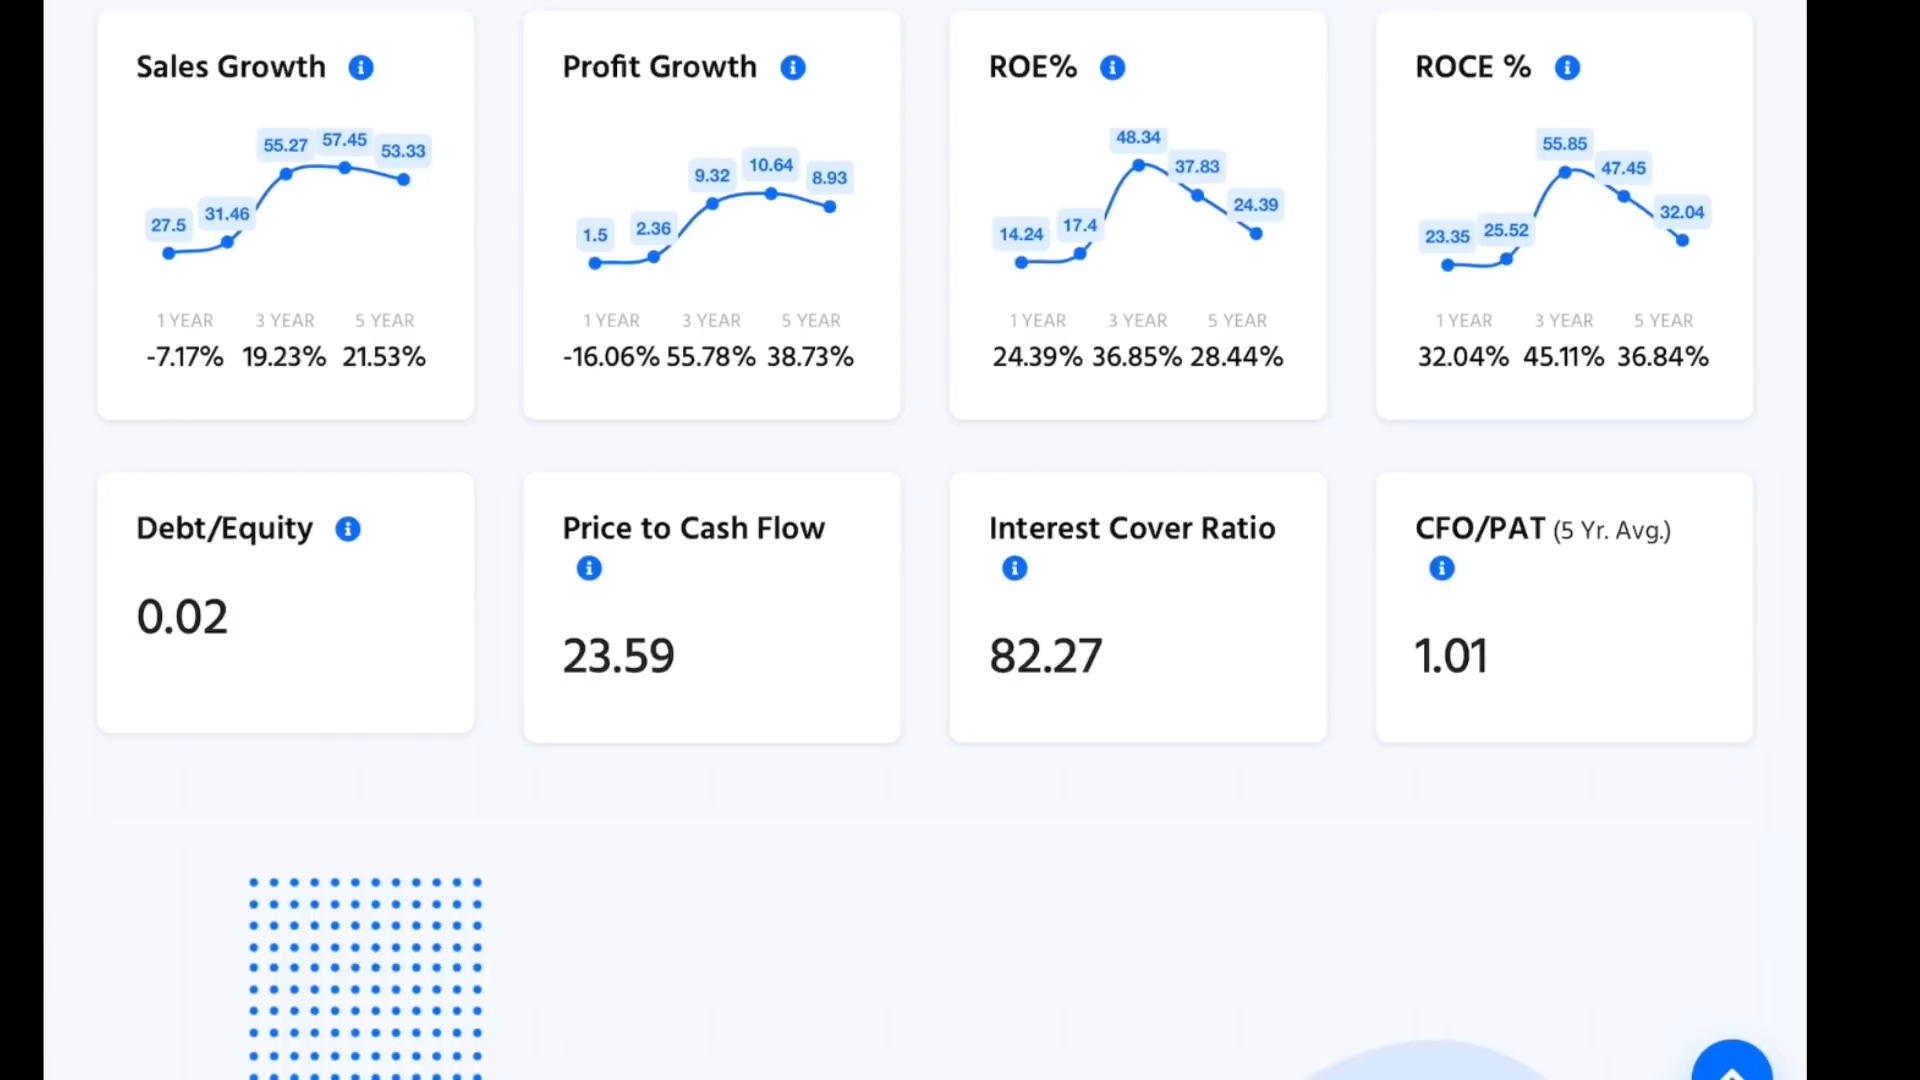 Sales Growth
27.5 31.46 55.27 57.45 53.33
1 YEAR 3 YEAR 5 YEAR
-7.17% 19.23% 21.53%
Profit Growth
1.5 2.36 9.32 10.64 8.93
1 YEAR 3 YEAR 5 YEAR
-16.06% 55.78% 38.73%
ROE%
14.24 17.4 48.34 37.83 24.39
1 YEAR 3 YEAR 5 YEAR
24.39% 36.85% 28.44%
ROCE %
23.35 25.52 55.85 47.45 32.04
1 YEAR 3 YEAR 5 YEAR
32.04% 45.11% 36.84%
Debt/Equity
0.02
Price to Cash Flow
23.59
Interest Cover Ratio
82.27
CFO/PAT (5 Yr. Avg.)
1.01